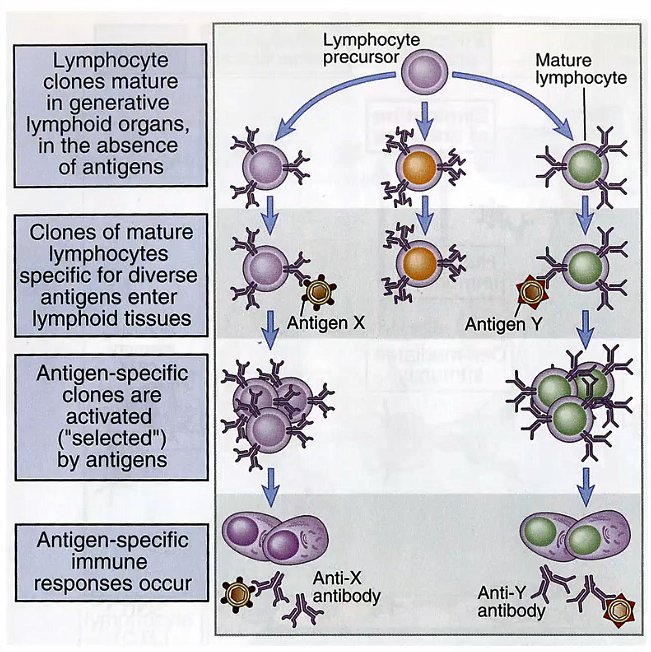 Lymphocyte
clones mature
in generative
lymphoid organs,
in the absence
of antigens
Lymphocyte
precursor
Mature
lymphocyte
Clones of mature
lymphocytes
specific for diverse
antigens enter
lymphoid tissues
Antigen X
Antigen Y
Antigen-specific
clones are
activated
("selected")
by antigens
Antigen-specific
immune
responses occur
Anti-X
antibody
Anti-Y
antibody